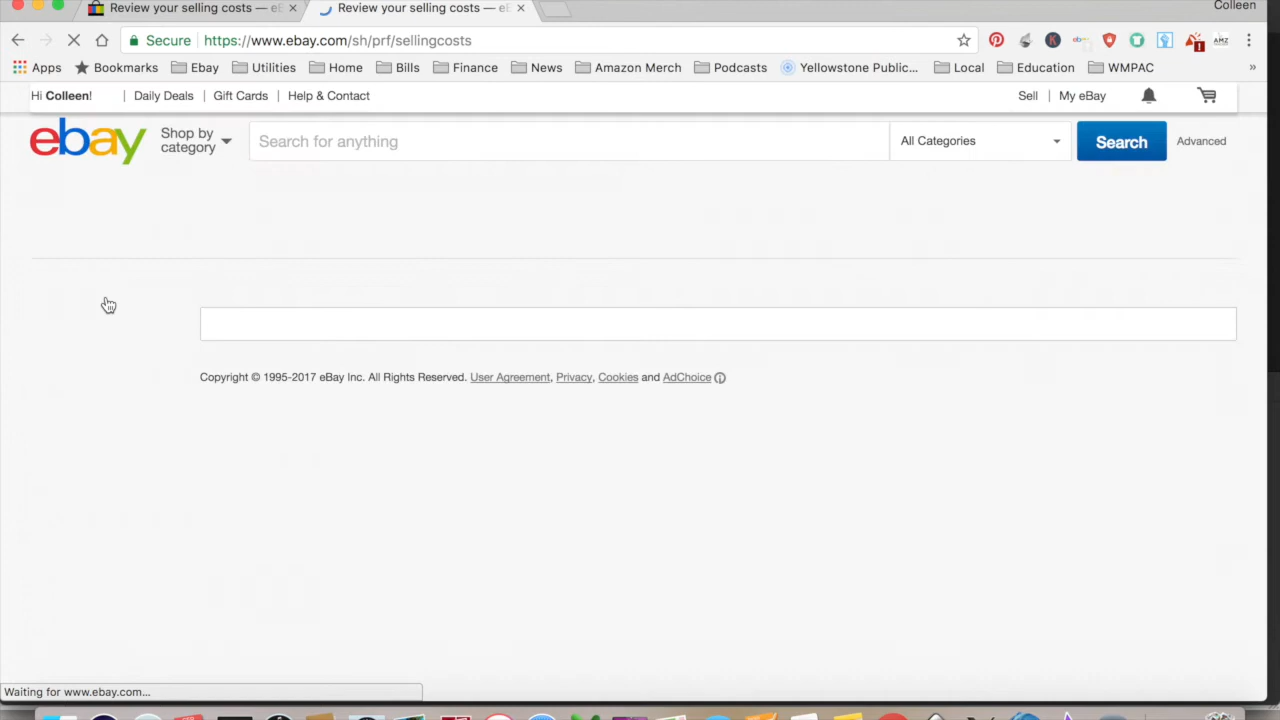 Colleen
Review your selling costs — eB
Review your selling costs — eB
Secure
https://www.ebay.com/sh/prf/sellingcosts
Apps
Bookmarks
Ebay
Utilities
Home
Bills
Finance
News
Amazon Merch
Podcasts
Yellowstone Public...
Local
Education
WMPAC
»
Hi Colleen!
Daily Deals
Gift Cards
Help & Contact
Sell
My eBay
ebay
Shop by
category
Search for anything
All Categories
Search
Advanced
Copyright © 1995-2017 eBay Inc. All Rights Reserved. User Agreement, Privacy, Cookies and AdChoice
Waiting for www.ebay.com...